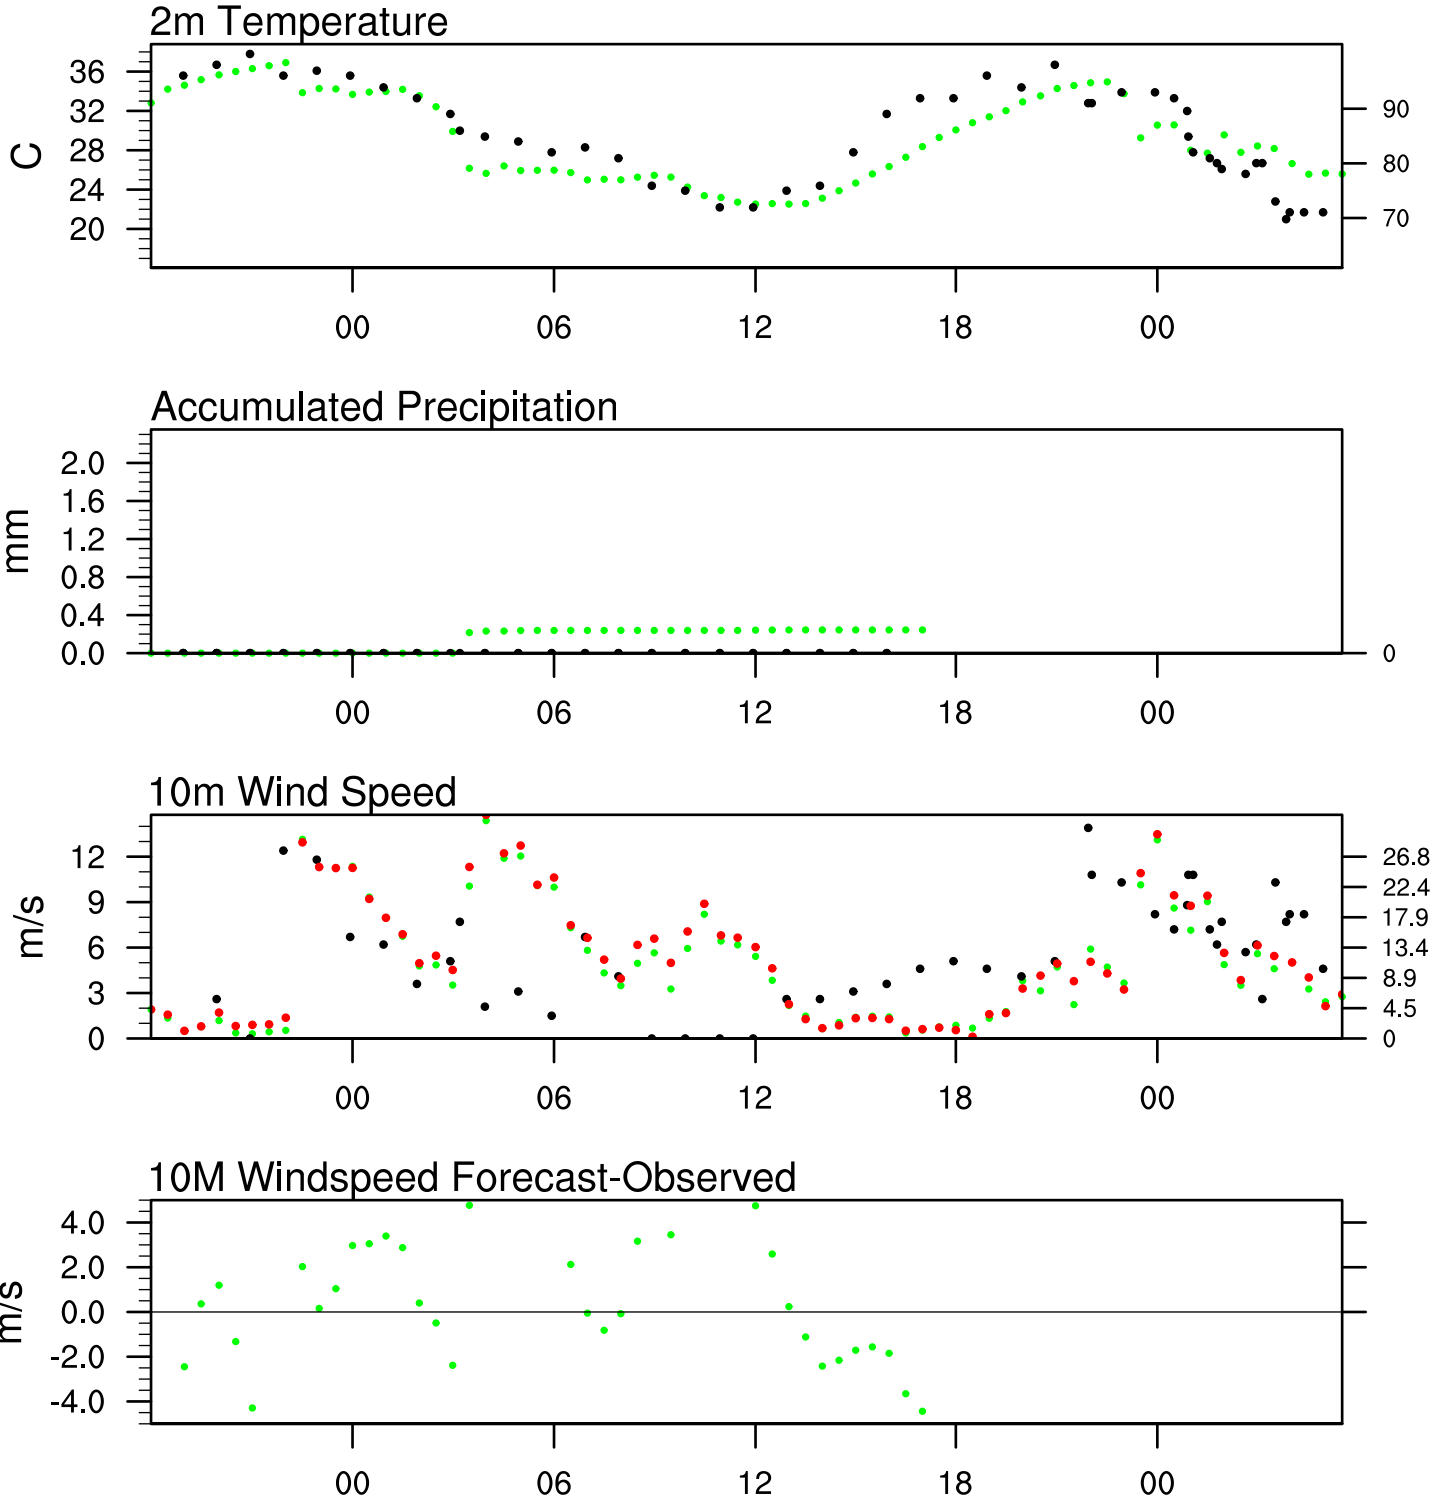 2m Temperature
C
36
32
28
24
20
90
80
70
00 06 12 18 00
Accumulated Precipitation
mm
2.0
1.6
1.2
0.8
0.4
0.0
0
00 06 12 18 00
10m Wind Speed
m/s
12
9
6
3
0
26.8
22.4
17.9
13.4
8.9
4.5
0
00 06 12 18 00
10M Windspeed Forecast-Observed
m/s
4.0
2.0
0.0
-2.0
-4.0
00 06 12 18 00